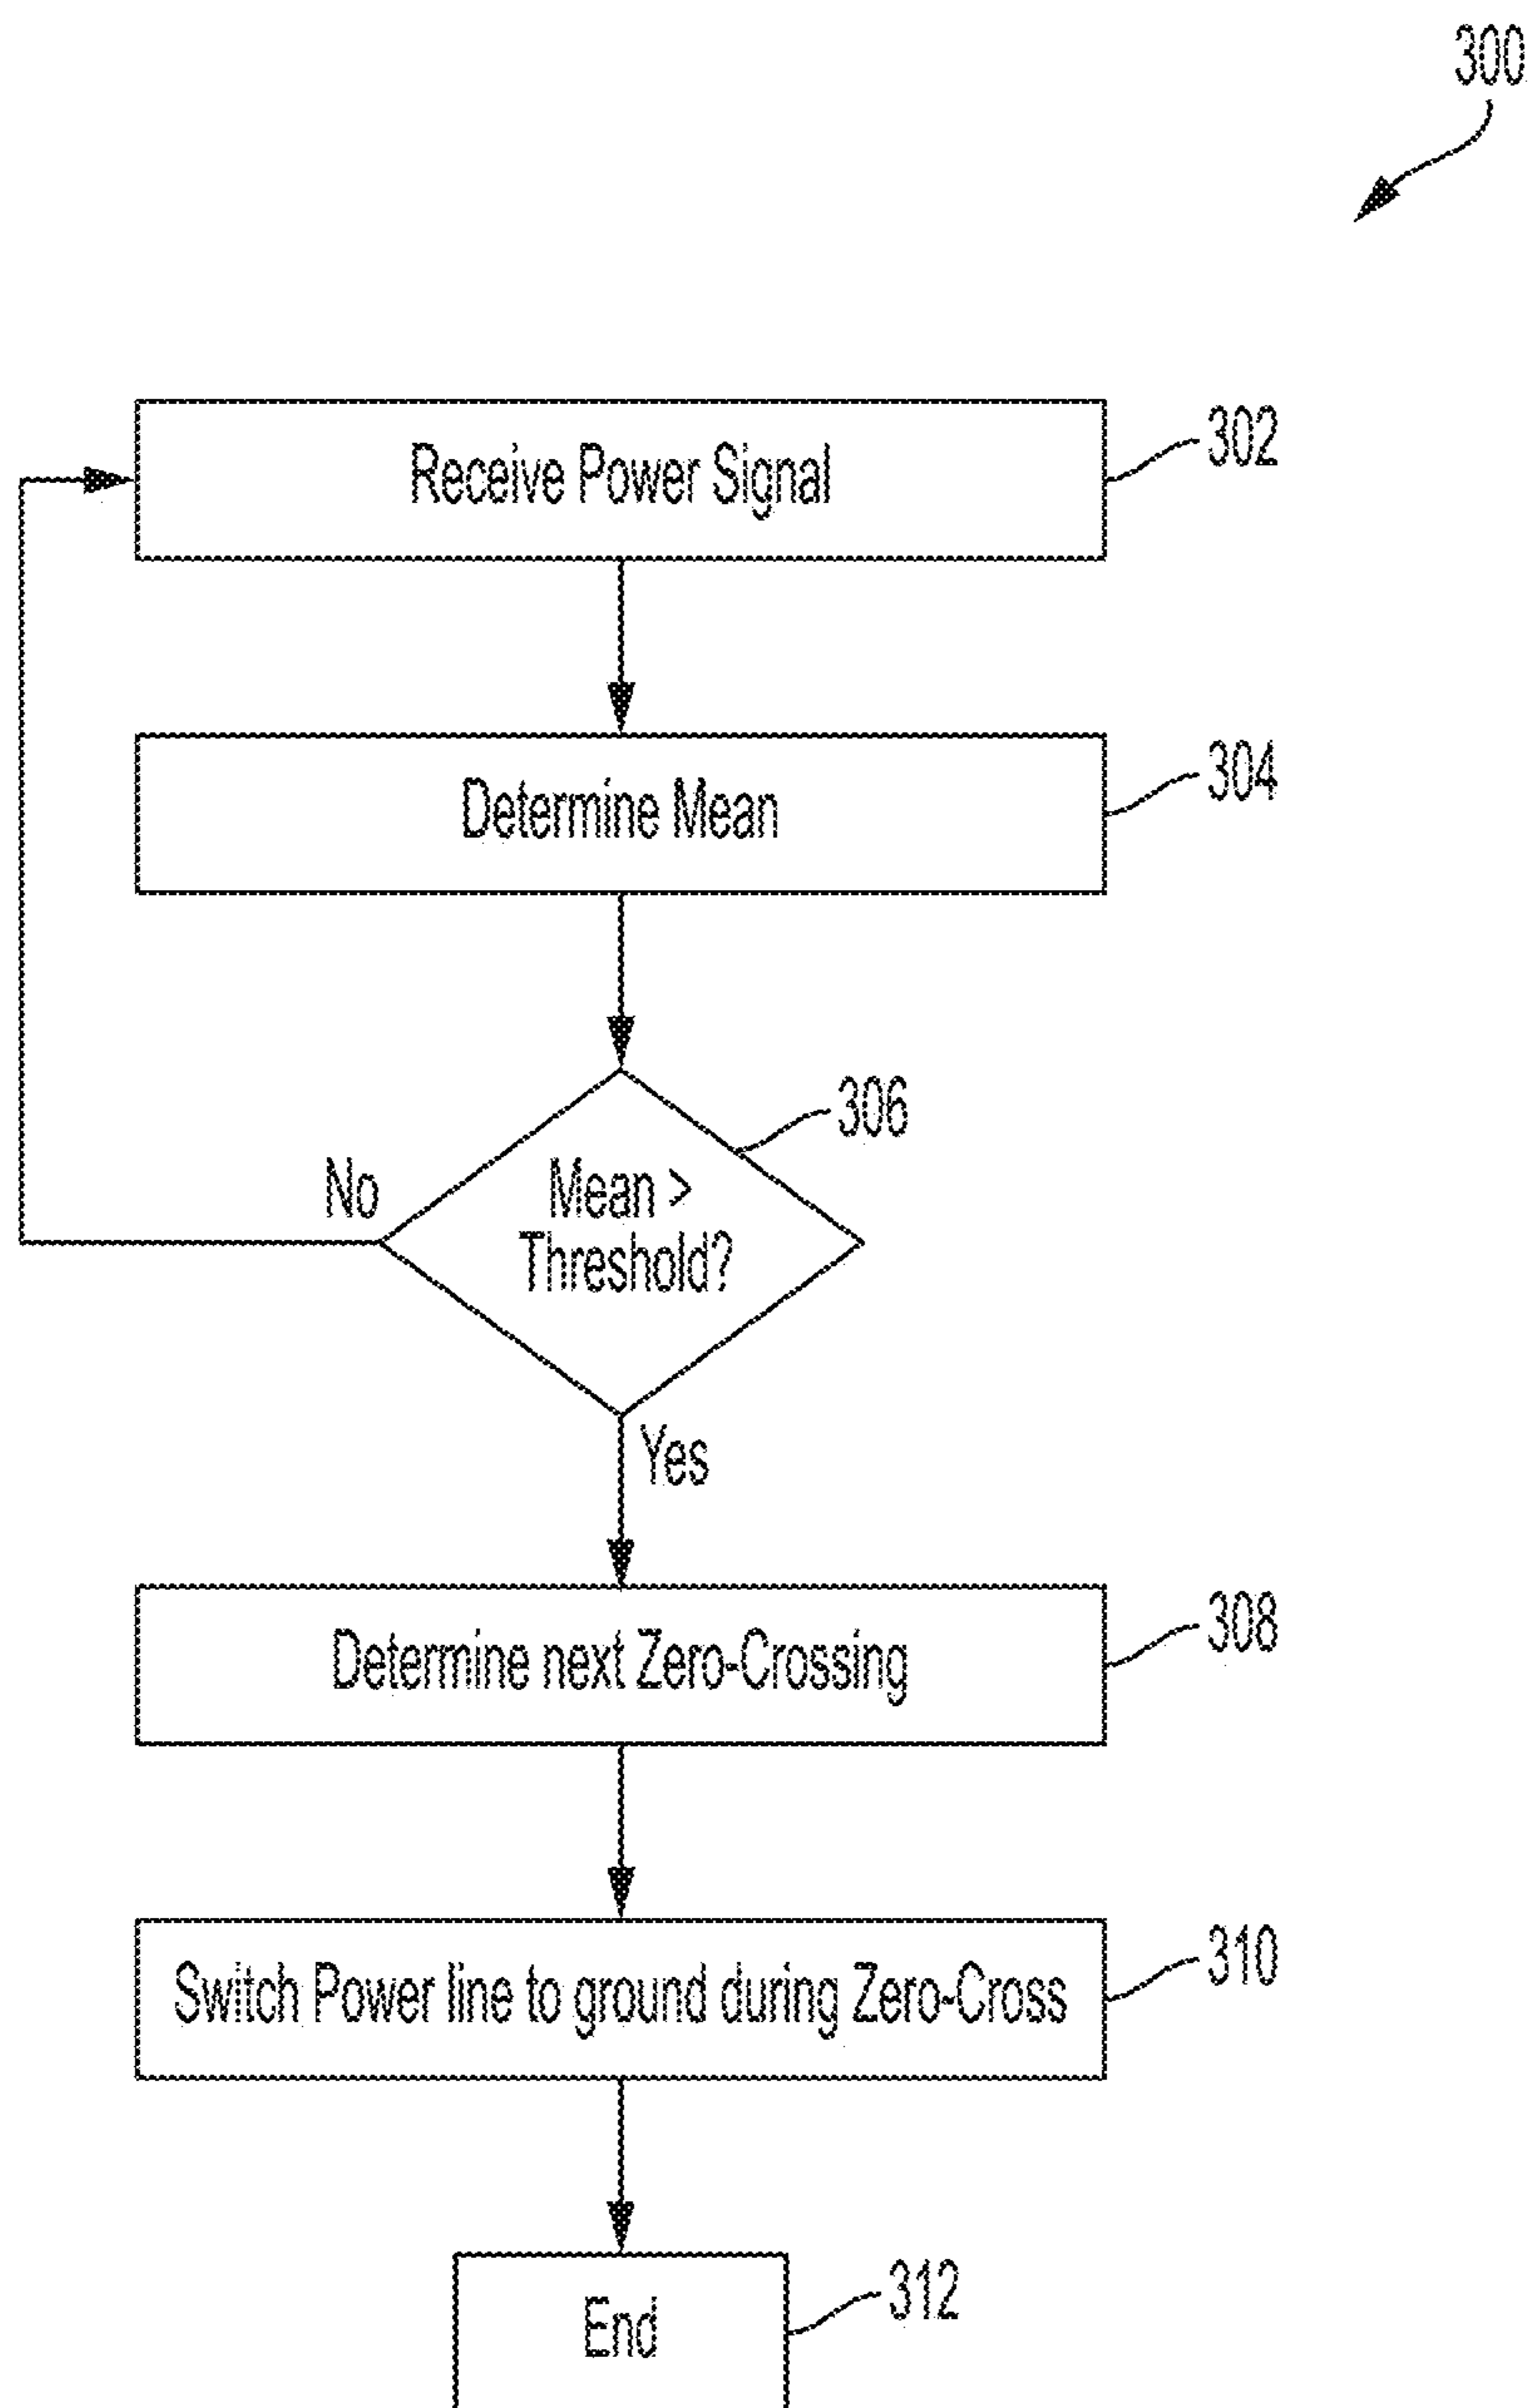 300
Receive Power Signal
302
Determine Mean
304
306
No
Mean >
Threshold?
Yes
Determine next Zero-Crossing
308
Switch Power line to ground during Zero-Cross
310
End
312